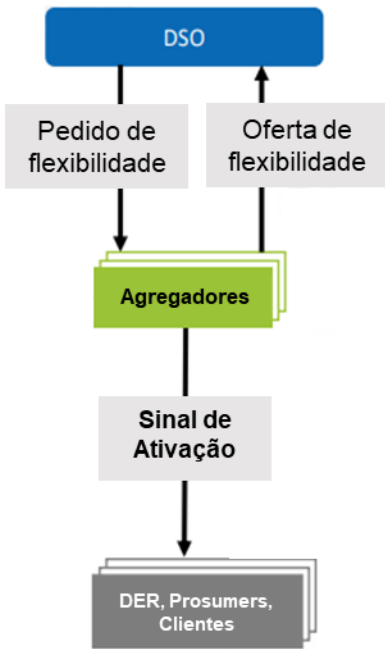 DSO
Pedido de
flexibilidade
Oferta de
flexibilidade
Agregadores
Sinal de
Ativação
DER, Prosumers,
Clientes